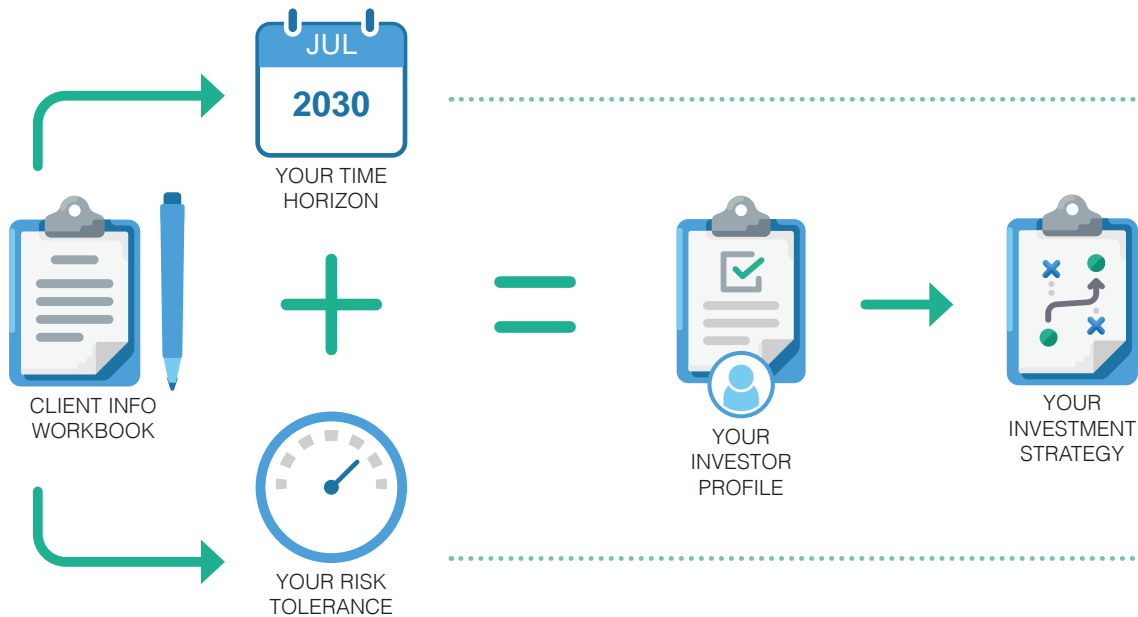 JUL
2030
YOUR TIME
HORIZON
CLIENT INFO
WORKBOOK
YOUR RISK
TOLERANCE
YOUR
INVESTOR
PROFILE
YOUR
INVESTMENT
STRATEGY